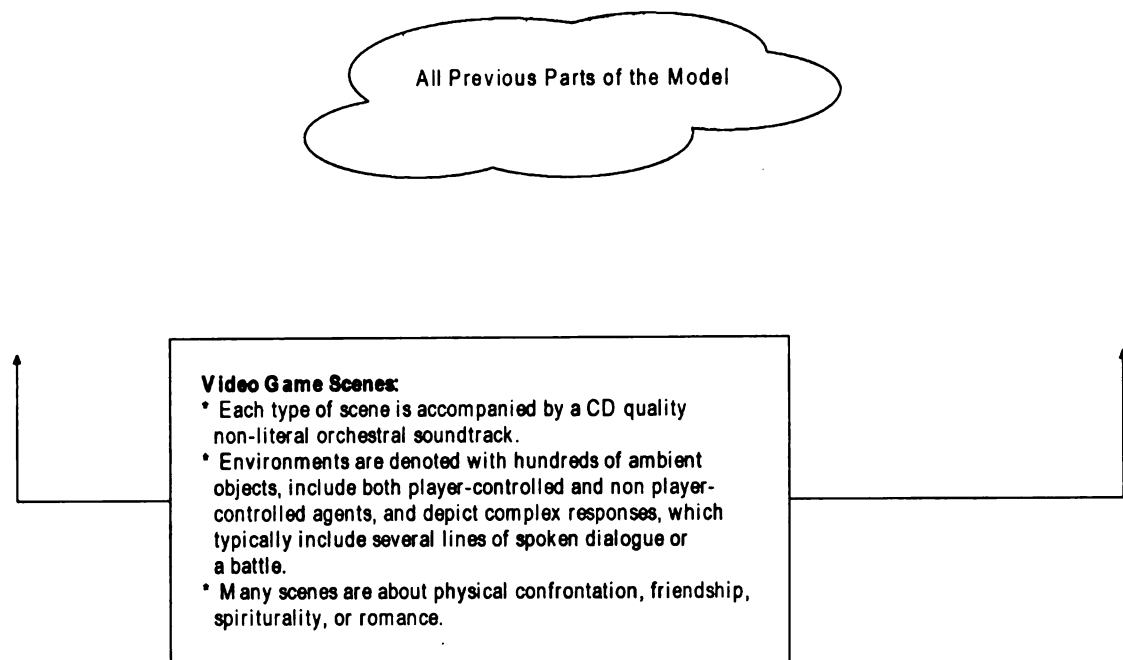 All Previous Parts of the Model
Video Game Scenes:
* Each type of scene is accompanied by a CD quality
non-literal orchestral soundtrack.
* Environments are denoted with hundreds of ambient
objects, include both player-controlled and non player-
controlled agents, and depict complex responses, which
typically include several lines of spoken dialogue or
a battle.
* Many scenes are about physical confrontation, friendship,
spirturality, or romance.